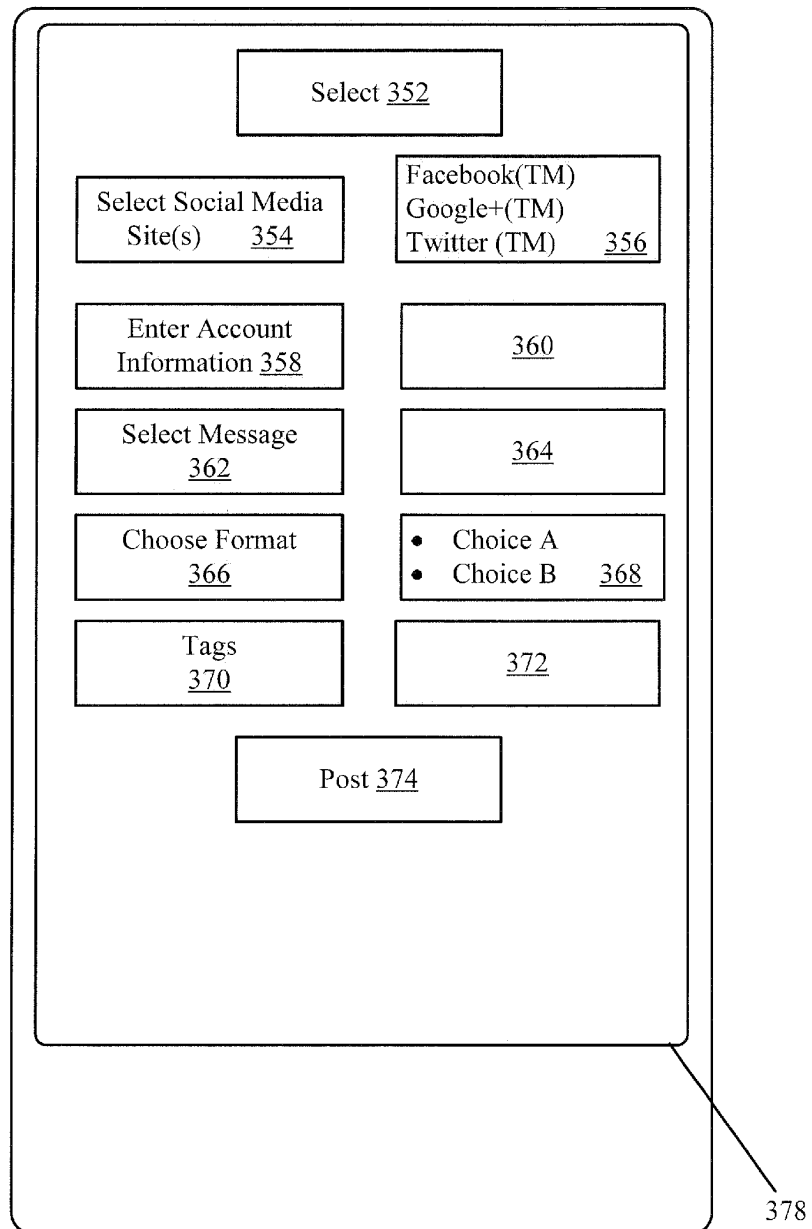 Select 352
Select Social Media
Site(s) 354
Facebook(TM)
Google+(TM)
Twitter (TM) 356
Enter Account
Information 358
360
Select Message
362
364
Choose Format
366
• Choice A
• Choice B 368
Tags
370
372
Post 374
378